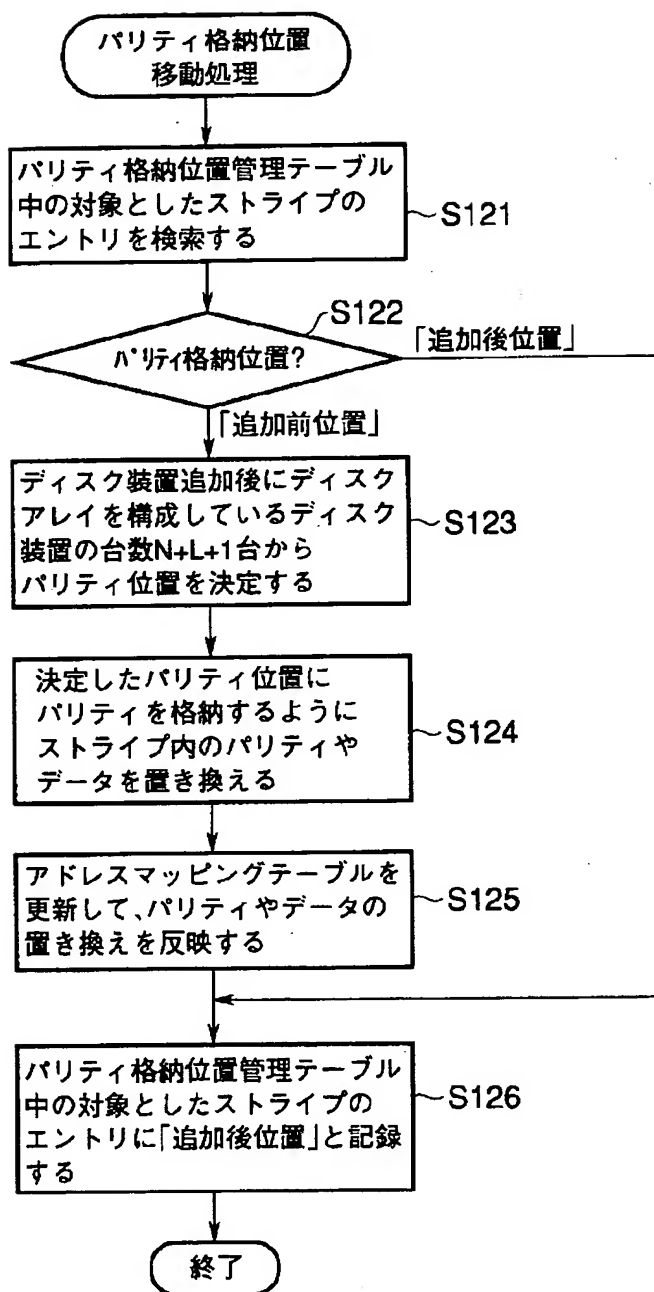 パリティ格納位置
移動処理
パリティ格納位置管理テーブル
中の対象としたストライプの
エントリを検索する
S121
S122
パリティ格納位置?
「追加後位置」
「追加前位置」
ディスク装置追加後にディスク
アレイを構成しているディスク
装置の台数N+L+1台から
パリティ位置を決定する
S123
決定したパリティ位置に
パリティを格納するように
ストライプ内のパリティや
データを置き換える
S124
アドレスマッピングテーブルを
更新して、パリティやデータの
置き換えを反映する
S125
パリティ格納位置管理テーブル
中の対象としたストライプの
エントリに「追加後位置」と記録
する
S126
終了